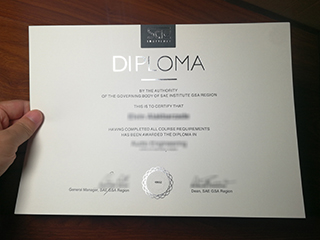 SAE
INSTITUTE
DIPLOMA
BY THE AUTHORITY
OF THE GOVERNING BODY OF SAE INSTITUTE GSA REGION
THIS IS TO CERTIFY THAT
HAVING COMPLETED ALL COURSE REQUIREMENTS
HAS BEEN AWARDED THE DIPLOMA IN
Audio Engineering
General Manager, SAE GSA Region
Dean, SAE GSA Region